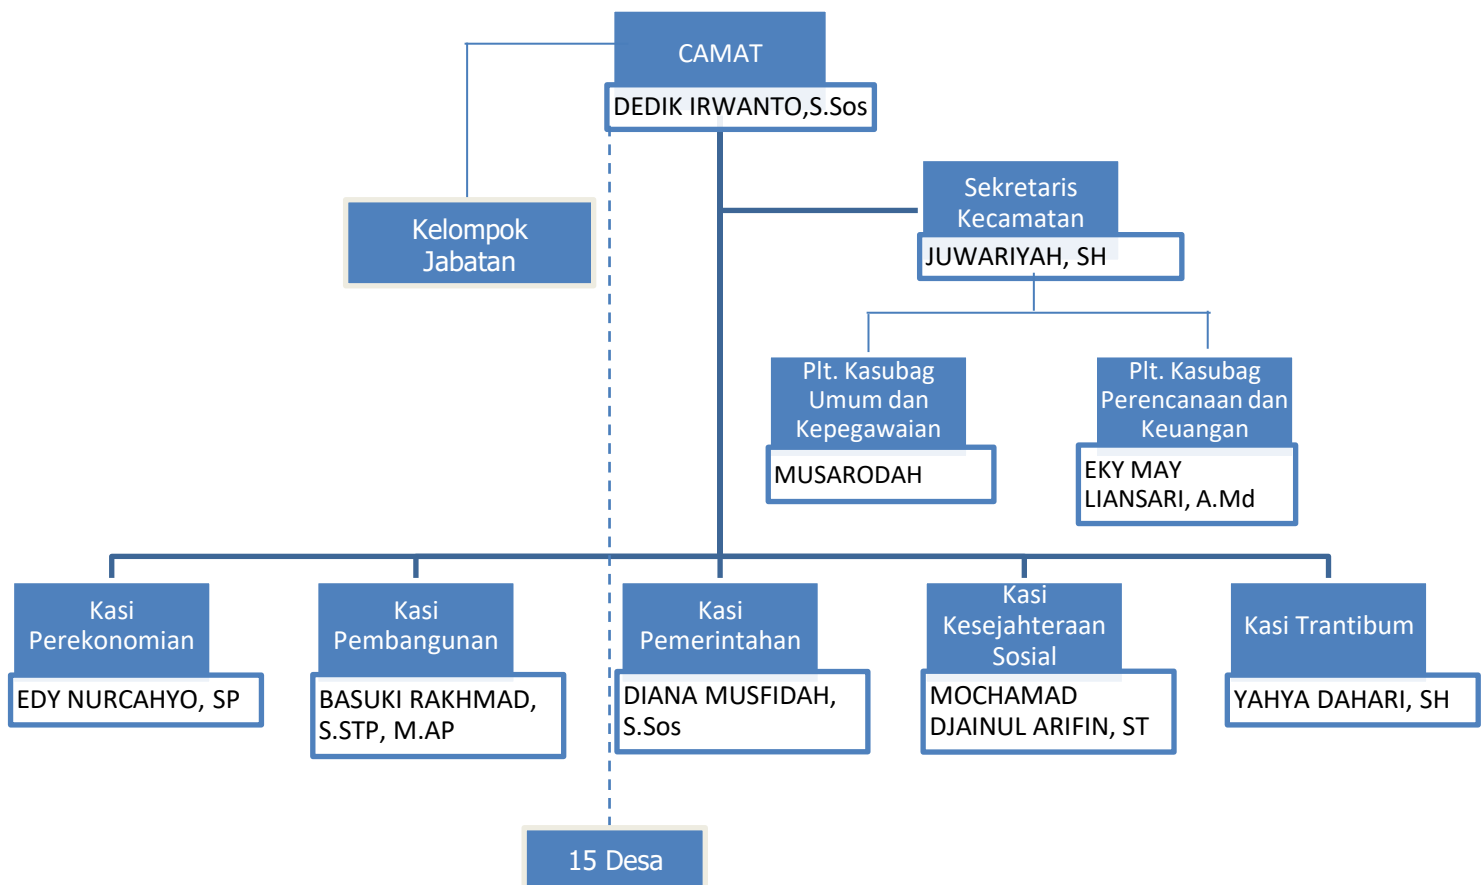 CAMAT
DEDIK IRWANTO,S.Sos
Sekretaris
Kecamatan
JUWARIYAH, SH
Kelompok
Jabatan
Plt. Kasubag
Umum dan
Kepegawaian
MUSARODAH
Plt. Kasubag
Perencanaan dan
Keuangan
EKY MAY
LIANSARI, A.Md
Kasi
Perekonomian
EDY NURCAHYO, SP
Kasi
Pembangunan
BASUKI RAKHMAD,
S.STP, M.AP
Kasi
Pemerintahan
DIANA MUSFIDAH,
S.Sos
Kasi
Kesejahteraan
Sosial
MOCHAMAD
DJAINUL ARIFIN, ST
Kasi Trantibum
YAHYA DAHARI, SH
15 Desa